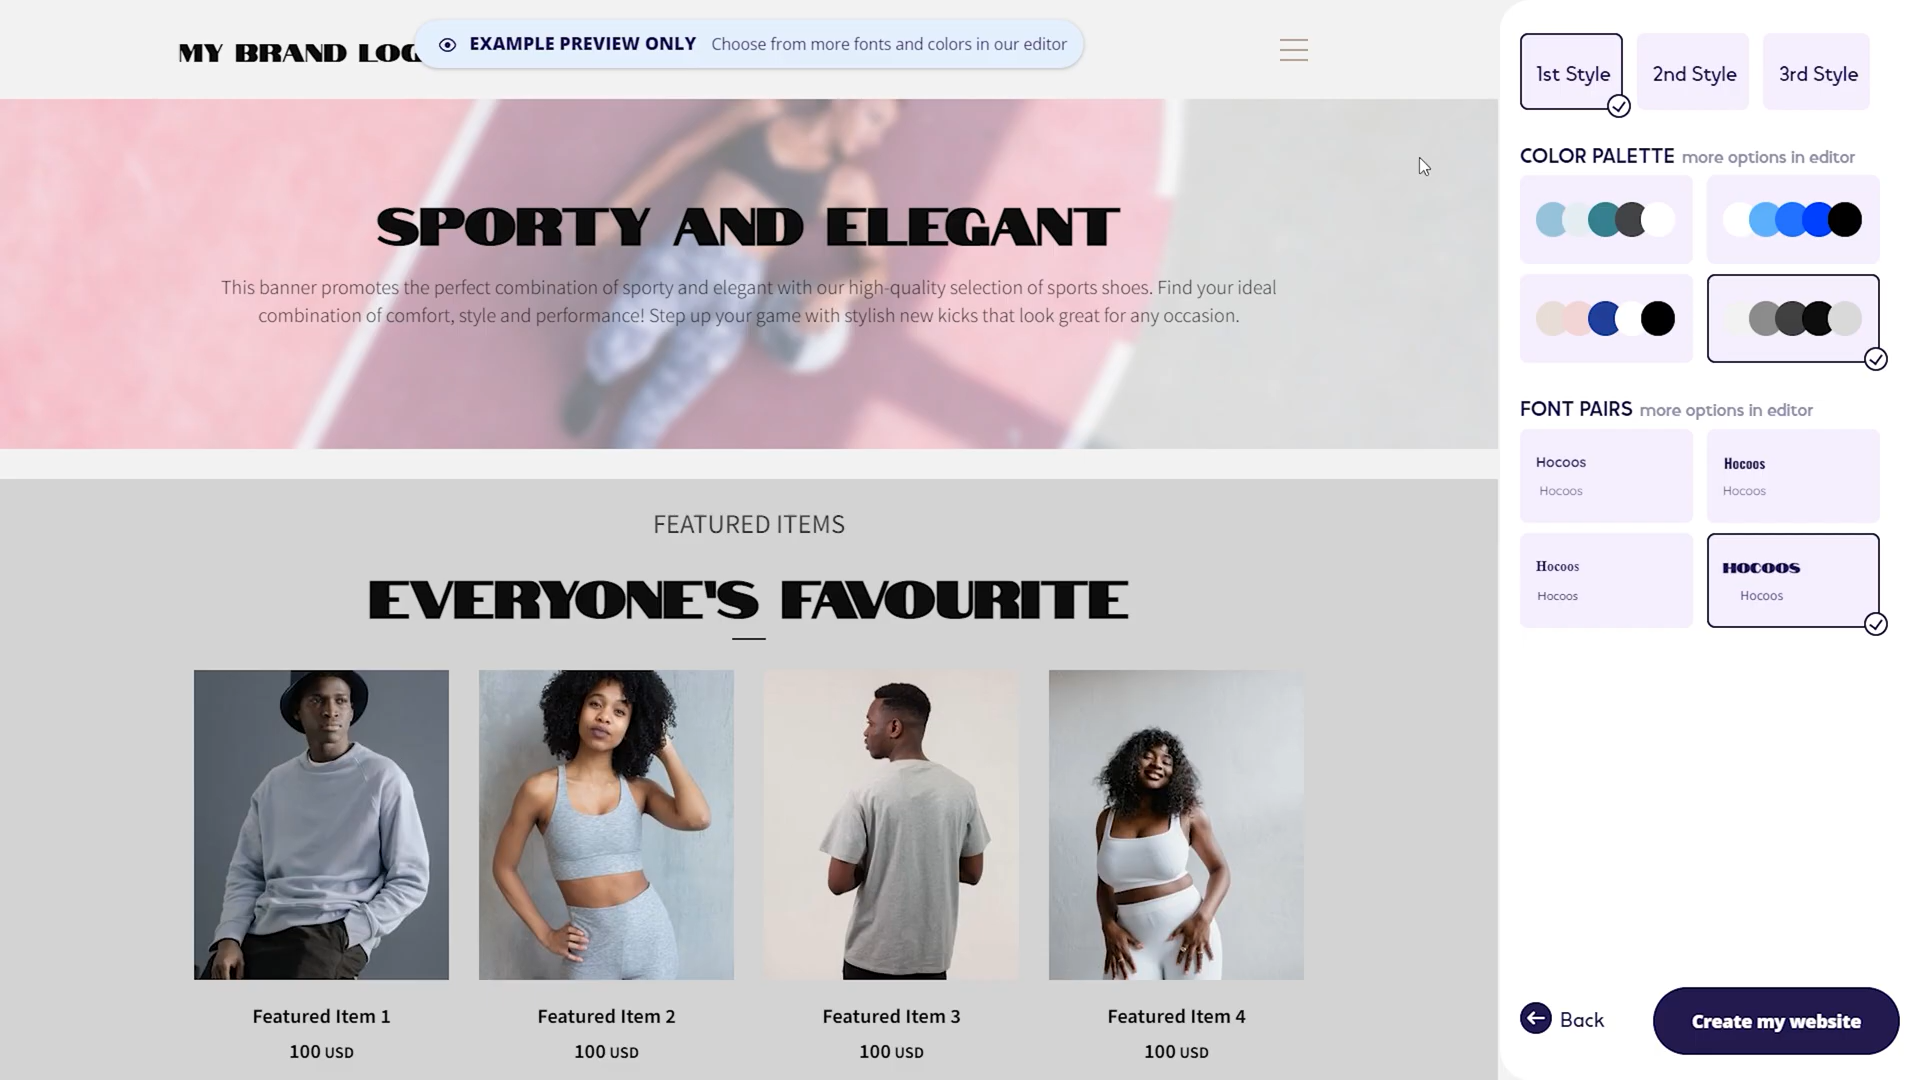 MY BRAND LOG
EXAMPLE PREVIEW ONLY Choose from more fonts and colors in our editor
SPORTY AND ELEGANT
This banner promotes the perfect combination of sporty and elegant with our high-quality selection of sports shoes. Find your ideal
combination of comfort, style and performance! Step up your game with stylish new kicks that look great for any occasion.
FEATURED ITEMS
EVERYONE'S FAVOURITE
Featured Item 1
100 USD
Featured Item 2
100 USD
Featured Item 3
100 USD
Featured Item 4
100 USD
1st Style
2nd Style
3rd Style
COLOR PALETTE more options in editor
FONT PAIRS more options in editor
Hocoos
Hocoos
Hocoos
Hocoos
Hocoos
Hocoos
HOCOOS
Hocoos
Back
Create my website